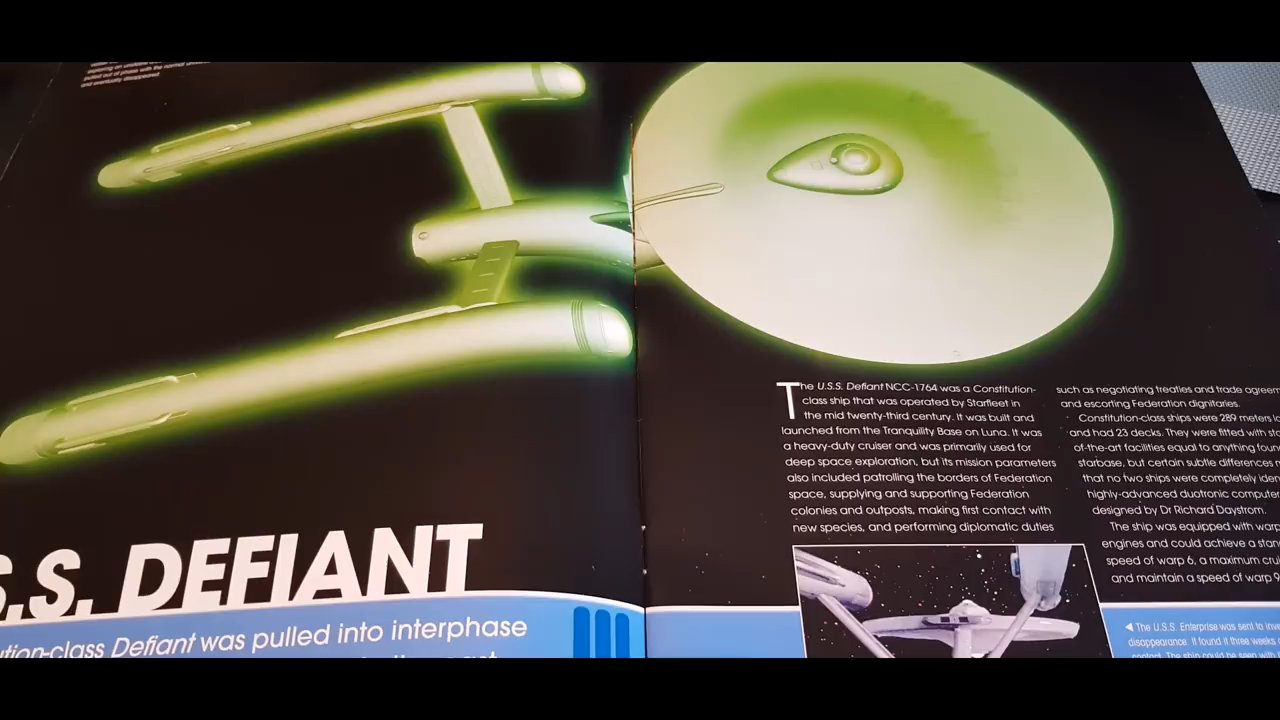 and eventually disappeared.
S.S. DEFIANT
ution-class Defiant was pulled into interphase
The U.S.S. Defiant NCC-1764 was a Constitution-
class ship that was operated by Starfleet in
the mid twenty-third century. It was built and
launched from the Tranquility Base on Luna. It was
a heavy-duty cruiser and was primarily used for
deep space exploration, but its mission parameters
also included patrolling the borders of Federation
space, supplying and supporting Federation
colonies and outposts, making first contact with
new species, and performing diplomatic duties
such as negotiating treaties and trade agreem
and escorting Federation dignitaries.
Constitution-class ships were 289 meters lo
and had 23 decks. They were fitted with sta
of-the-art facilities equal to anything foun
starbase, but certain subtle differences m
that no two ships were completely iden
highly-advanced duotronic computer
designed by Dr Richard Daystrom.
The ship was equipped with warp
engines and could achieve a stan
speed of warp 6, a maximum crui
and maintain a speed of warp 9
◀ The U.S.S. Enterprise was sent to inve
disappearance. It found it three weeks
contact. The ship could be seen with